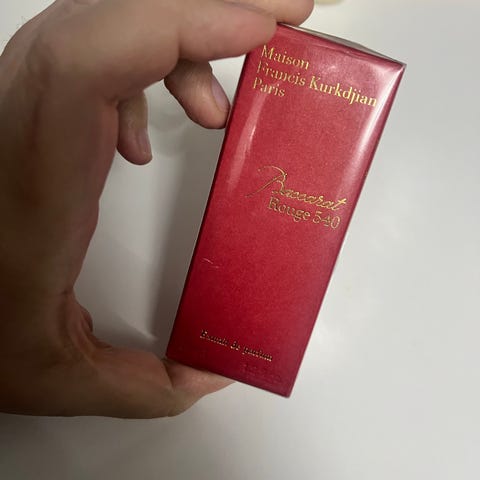 Maison
Francis Kurkdjian
Paris
Baccarat
Rouge 540
Extrait de parfum